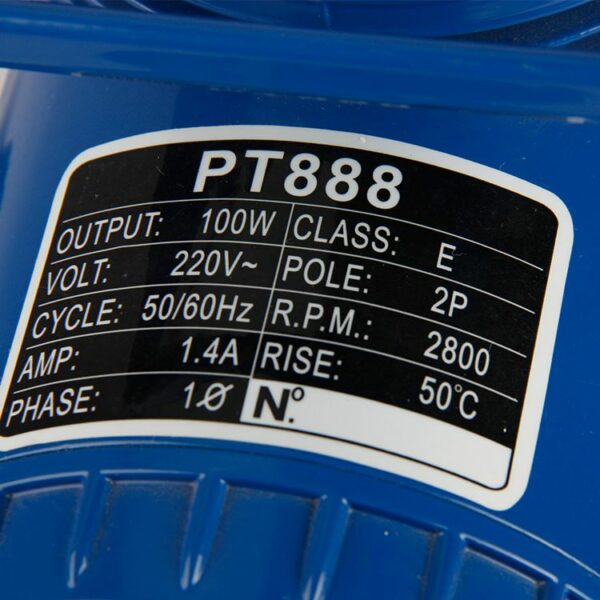 PT888
OUTPUT: 100W CLASS: E
VOLT: 220V~ POLE: 2P
CYCLE: 50/60Hz R.P.M.: 2800
AMP: 1.4A RISE: 50°C
PHASE: 1Ø N.º